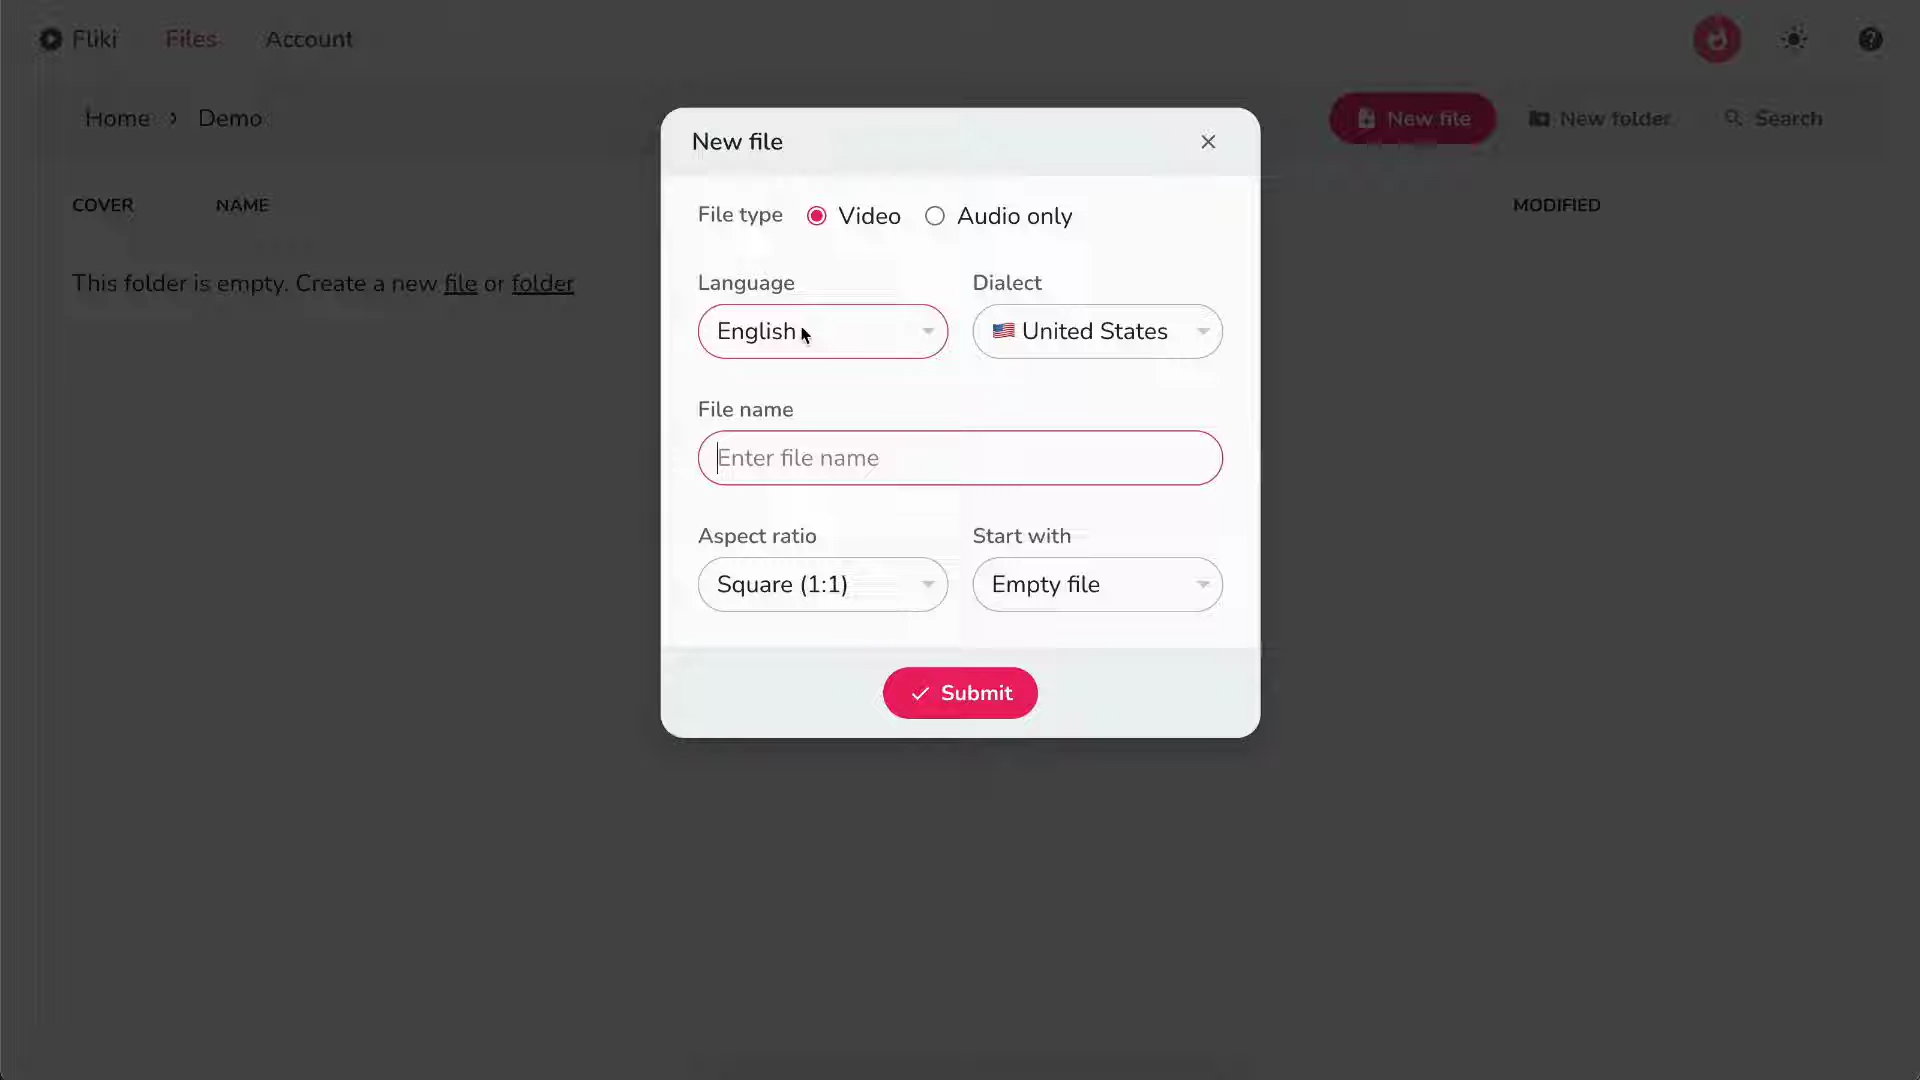 Fliki Files Account
Home › Demo
New file New folder Search
COVER NAME MODIFIED
This folder is empty. Create a new file or folder
New file
File type Video Audio only
Language Dialect
English United States
File name
Enter file name
Aspect ratio Start with
Square (1:1) Empty file
Submit